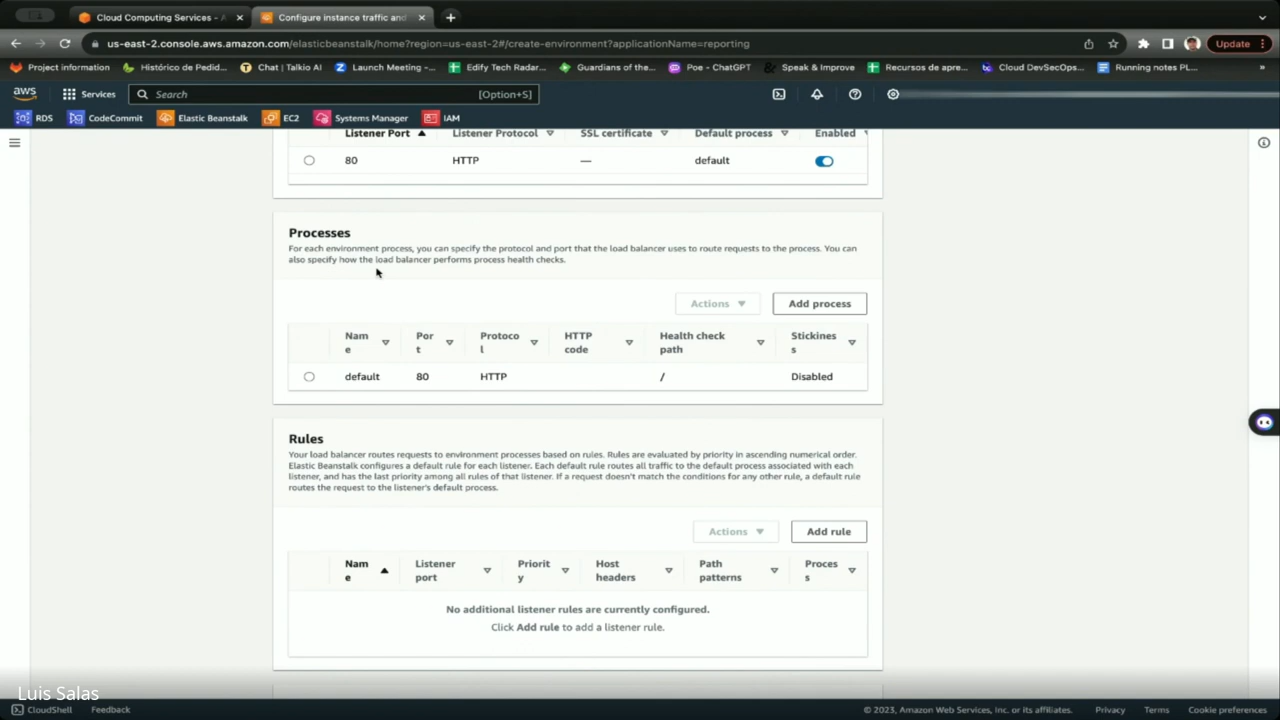 Cloud Computing Services - A
Configure instance traffic and
us-east-2.console.aws.amazon.com/elasticbeanstalk/home?region=us-east-2#/create-environment?applicationName=reporting
Update
Project information
Histórico de Pedid...
Chat | Talkio AI
Launch Meeting -...
Edify Tech Radar...
Guardians of the...
Poe - ChatGPT
Speak & Improve
Recursos de apre...
Cloud DevSecOps...
Running notes PL...
»
aws
Services
Search
[Option+S]
RDS
CodeCommit
Elastic Beanstalk
EC2
Systems Manager
IAM
Listener Port
Listener Protocol
SSL certificate
Default process
Enabled
80
HTTP
—
default
Processes
For each environment process, you can specify the protocol and port that the load balancer uses to route requests to the process. You can
also specify how the load balancer performs process health checks.
Actions
Add process
Nam
e
Por
t
Protoco
l
HTTP
code
Health check
path
Stickines
s
default
80
HTTP
/
Disabled
Rules
Your load balancer routes requests to environment processes based on rules. Rules are evaluated by priority in ascending numerical order.
Elastic Beanstalk configures a default rule for each listener. Each default rule routes all traffic to the default process associated with each
listener, and has the last priority among all rules of that listener. If a request doesn't match the conditions for any other rule, a default rule
routes the request to the listener's default process.
Actions
Add rule
Nam
e
Listener
port
Priorit
y
Host
headers
Path
patterns
Proces
s
No additional listener rules are currently configured.
Click Add rule to add a listener rule.
Luis Salas
CloudShell
Feedback
© 2023, Amazon Web Services, Inc. or its affiliates.
Privacy
Terms
Cookie preferences